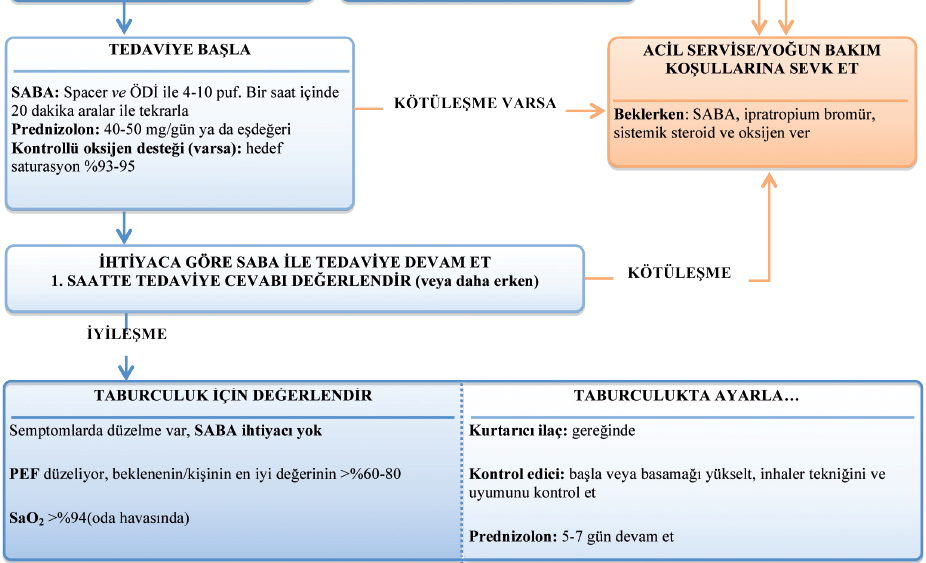 TEDAVİYE BAŞLA
SABA: Spacer ve ÖDİ ile 4-10 puf. Bir saat içinde
20 dakika aralar ile tekrarla
Prednizolon: 40-50 mg/gün ya da eşdeğeri
Kontrollü oksijen desteği (varsa): hedef
saturasyon %93-95
KÖTÜLEŞME VARSA
ACİL SERVİSE/YOĞUN BAKIM
KOŞULLARINA SEVK ET
Beklerken: SABA, ipratropium bromür,
sistemik steroid ve oksijen ver
İHTİYACA GÖRE SABA İLE TEDAVİYE DEVAM ET
1. SAATTE TEDAVİYE CEVABI DEĞERLENDİR (veya daha erken)
KÖTÜLEŞME
İYİLEŞME
TABURCULUK İÇİN DEĞERLENDİR
Semptomlarda düzelme var, SABA ihtiyacı yok
PEF düzeliyor, beklenenin/kişinin en iyi değerinin >%60-80
SaO₂ >%94(oda havasında)
TABURCULUKTA AYARLA…
Kurtarıcı ilaç: gereğinde
Kontrol edici: başla veya basamağı yükselt, inhaler tekniğini ve
uyumunu kontrol et
Prednizolon: 5-7 gün devam et